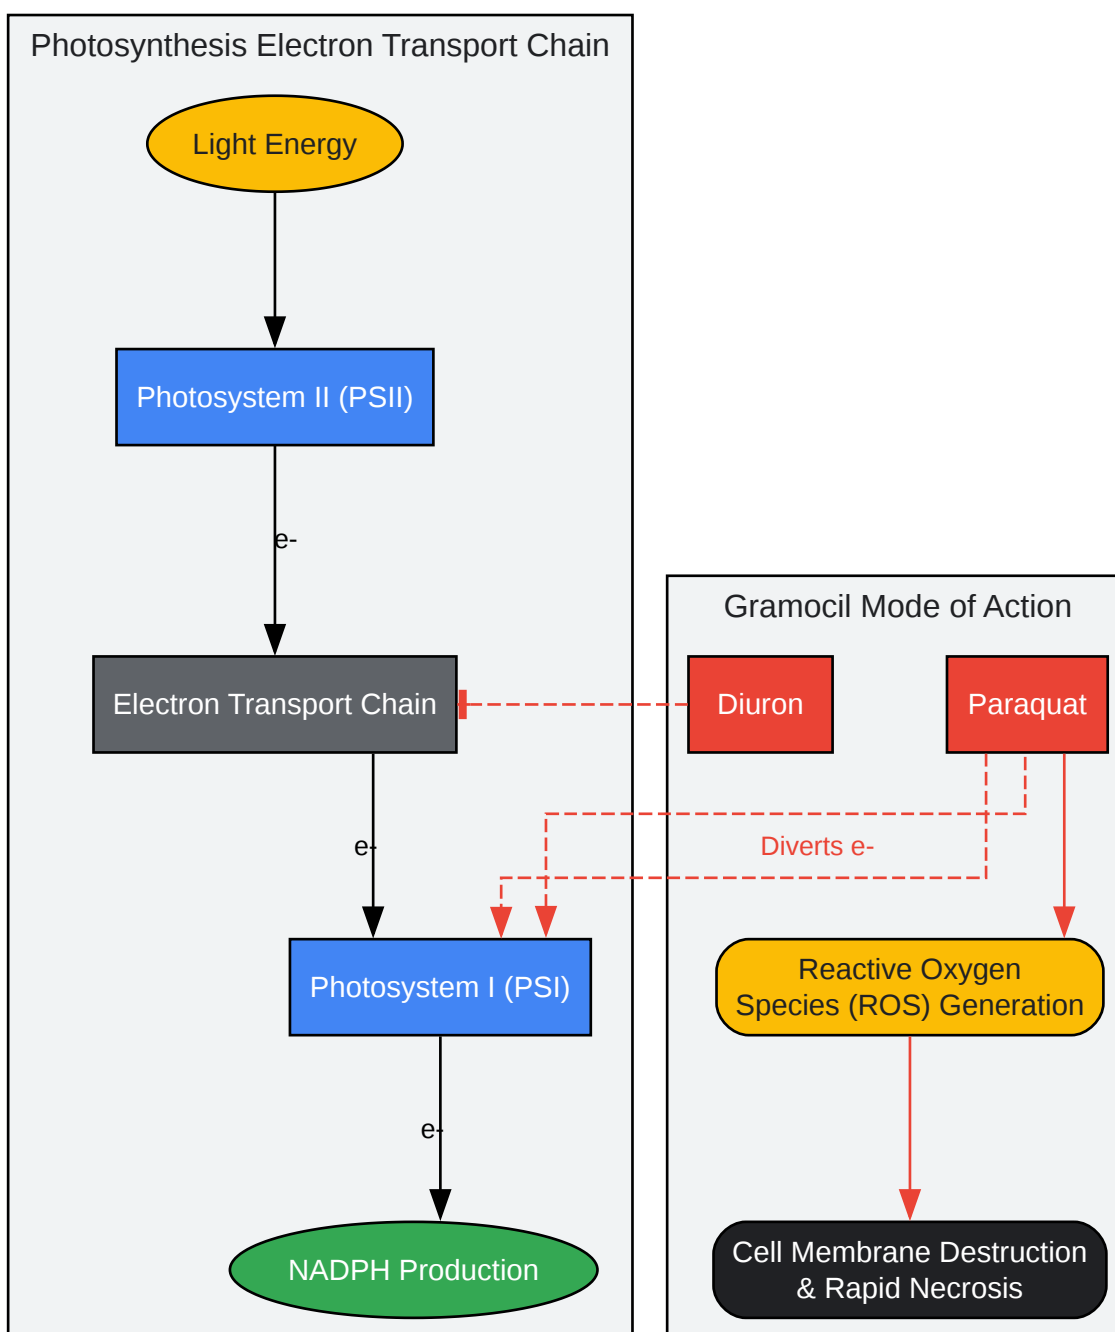 Photosynthesis Electron Transport Chain
Light Energy
Photosystem II (PSII)
e-
Electron Transport Chain
e-
Photosystem I (PSI)
e-
NADPH Production
Gramocil Mode of Action
Diuron
Paraquat
Diverts e-
Reactive Oxygen
Species (ROS) Generation
Cell Membrane Destruction
& Rapid Necrosis